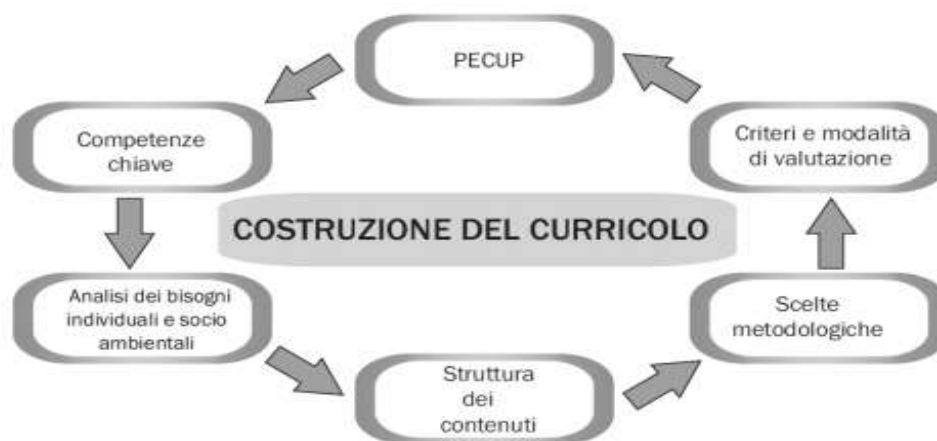 PECUP
Competenze
chiave
Criteri e modalità
di valutazione
COSTRUZIONE DEL CURRICOLO
Analisi dei bisogni
individuali e socio
ambientali
Scelte
metodologiche
Struttura
dei
contenuti